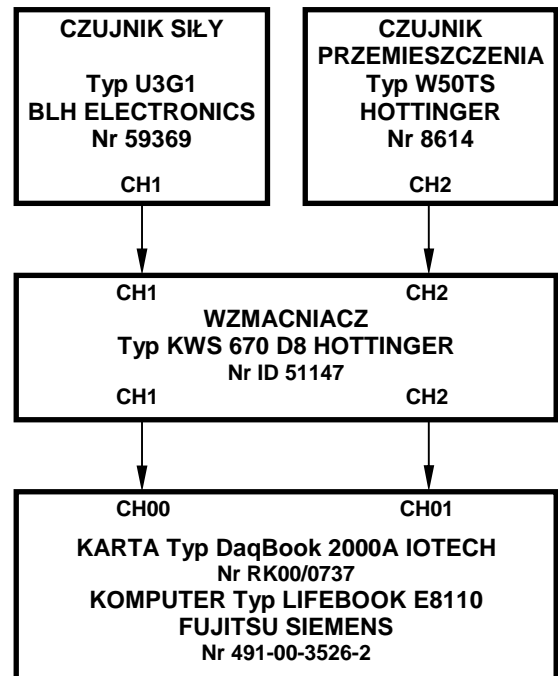 CZUJNIK SIŁY
Typ U3G1
BLH ELECTRONICS
Nr 59369
CH1
CZUJNIK
PRZEMIESZCZENIA
Typ W50TS
HOTTINGER
Nr 8614
CH2
CH1 CH2
WZMACNIACZ
Typ KWS 670 D8 HOTTINGER
Nr ID 51147
CH1 CH2
CH00 CH01
KARTA Typ DaqBook 2000A IOTECH
Nr RK00/0737
KOMPUTER Typ LIFEBOOK E8110
FUJITSU SIEMENS
Nr 491-00-3526-2